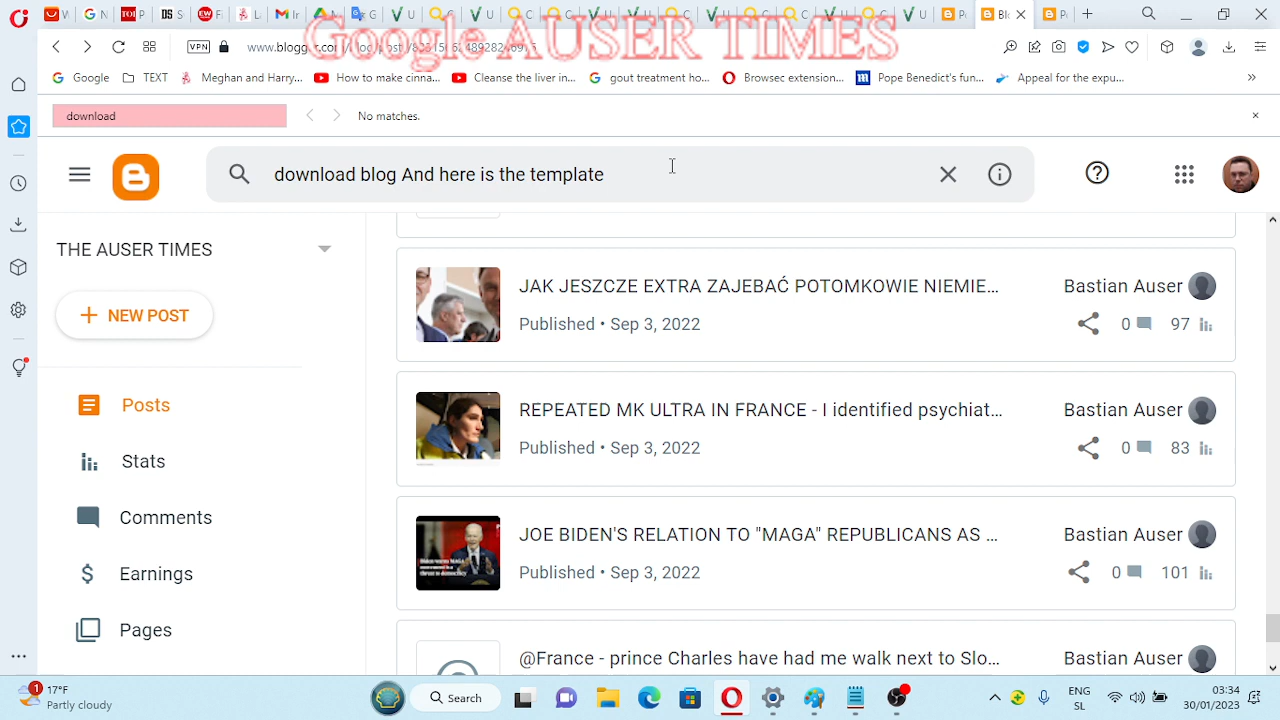 Google AUSER TIMES
VPN
Google
TEXT
Meghan and Harry...
How to make cinna...
Cleanse the liver in...
gout treatment ho...
Browsec extension...
Pope Benedict's fun...
Appeal for the expu...
download
No matches.
download blog And here is the template
THE AUSER TIMES
NEW POST
Posts
Stats
Comments
Earnings
Pages
JAK JESZCZE EXTRA ZAJEBAĆ POTOMKOWIE NIEMIE...
Bastian Auser
Published • Sep 3, 2022
0
97
REPEATED MK ULTRA IN FRANCE - I identified psychiat...
Bastian Auser
Published • Sep 3, 2022
0
83
JOE BIDEN'S RELATION TO "MAGA" REPUBLICANS AS ...
Bastian Auser
Published • Sep 3, 2022
0
101
@France - prince Charles have had me walk next to Slo...
Bastian Auser
1
17°F
Partly cloudy
Search
ENG
SL
03:34
30/01/2023